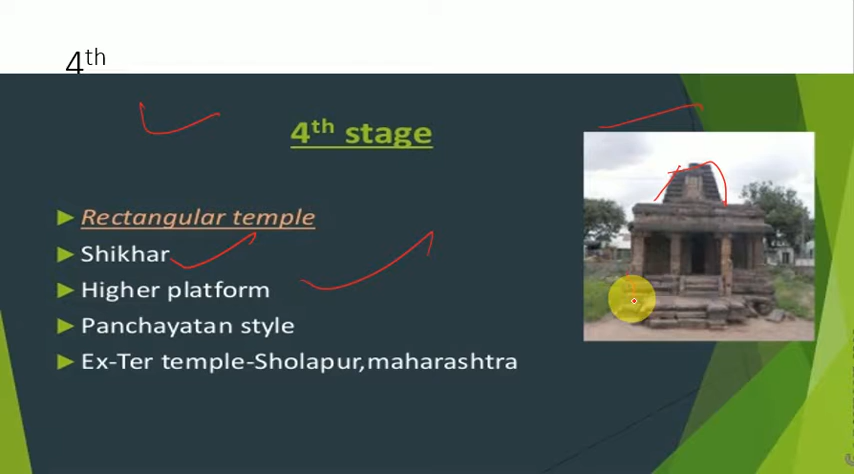 4th
4th stage
Rectangular temple
Shikhar
Higher platform
Panchayatan style
Ex-Ter temple-Sholapur,maharashtra